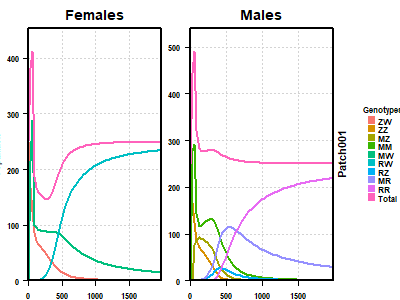 Females
Males
400
300
200
100
0
0
500
1000
1500
500
400
300
200
100
0
0
500
1000
1500
Patch001
Genotypes
ZW
ZZ
MZ
MM
MW
RW
RZ
MR
RR
Total